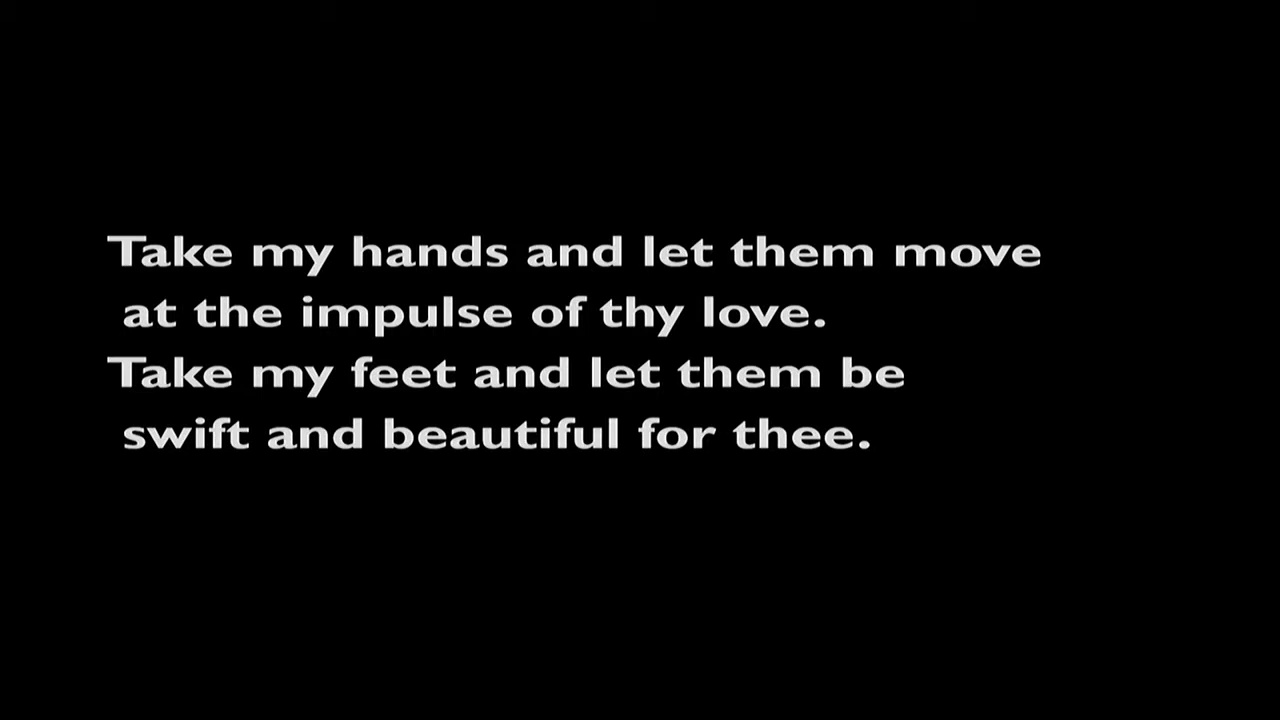 Take my hands and let them move
at the impulse of thy love.
Take my feet and let them be
swift and beautiful for thee.